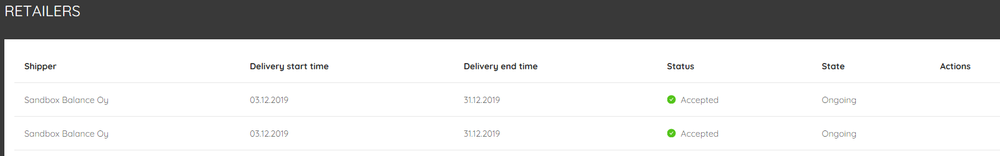 RETAILERS
Shipper Delivery start time Delivery end time Status State Actions
Sandbox Balance Oy 03.12.2019 31.12.2019 Accepted Ongoing
Sandbox Balance Oy 03.12.2019 31.12.2019 Accepted Ongoing